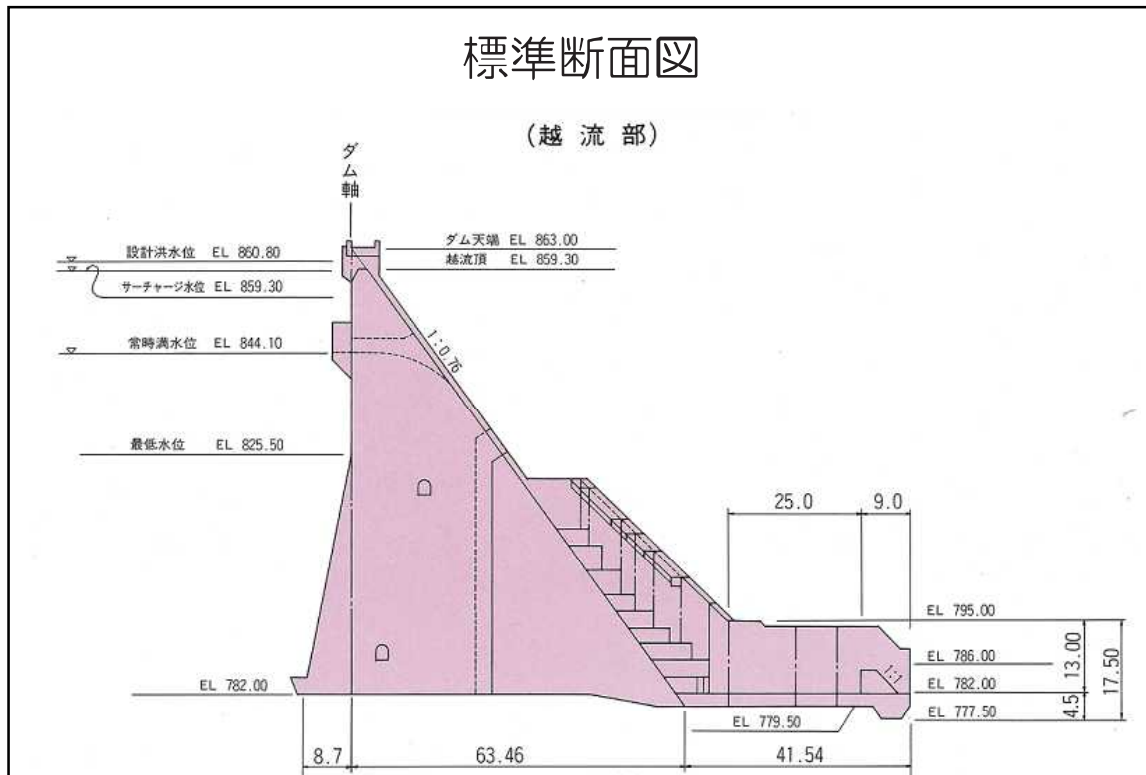 標準断面図
(越流部)
ダム軸
設計洪水位 EL 860.80
サーチャージ水位 EL 859.30
常時満水位 EL 844.10
最低水位 EL 825.50
ダム天端 EL 863.00
越流頂 EL 859.30
1:0.76
25.0
9.0
EL 795.00
EL 786.00
1:1
EL 782.00
EL 777.50
13.00
4.5
17.50
EL 782.00
EL 779.50
8.7
63.46
41.54